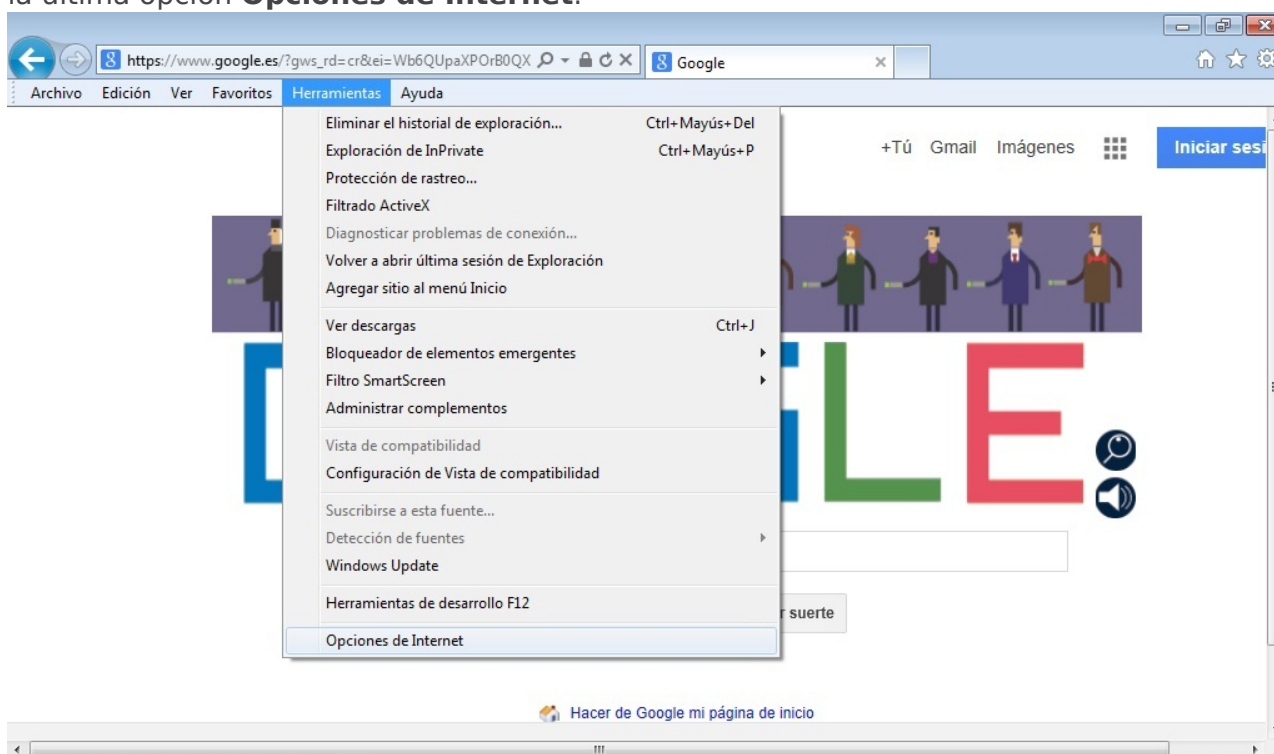 la última opción Opciones de Internet.
https://www.google.es/?gws_rd=cr&ei=Wb6QUpaXPOrB0QX
Google
Archivo Edición Ver Favoritos Herramientas Ayuda
Eliminar el historial de exploración... Ctrl+Mayús+Del
Exploración de InPrivate Ctrl+Mayús+P
Protección de rastreo...
Filtrado ActiveX
Diagnosticar problemas de conexión...
Volver a abrir última sesión de Exploración
Agregar sitio al menú Inicio
Ver descargas Ctrl+J
Bloqueador de elementos emergentes
Filtro SmartScreen
Administrar complementos
Vista de compatibilidad
Configuración de Vista de compatibilidad
Suscribirse a esta fuente...
Detección de fuentes
Windows Update
Herramientas de desarrollo F12
Opciones de Internet
+Tú Gmail Imágenes Iniciar sesi
LE
r suerte
Hacer de Google mi página de inicio